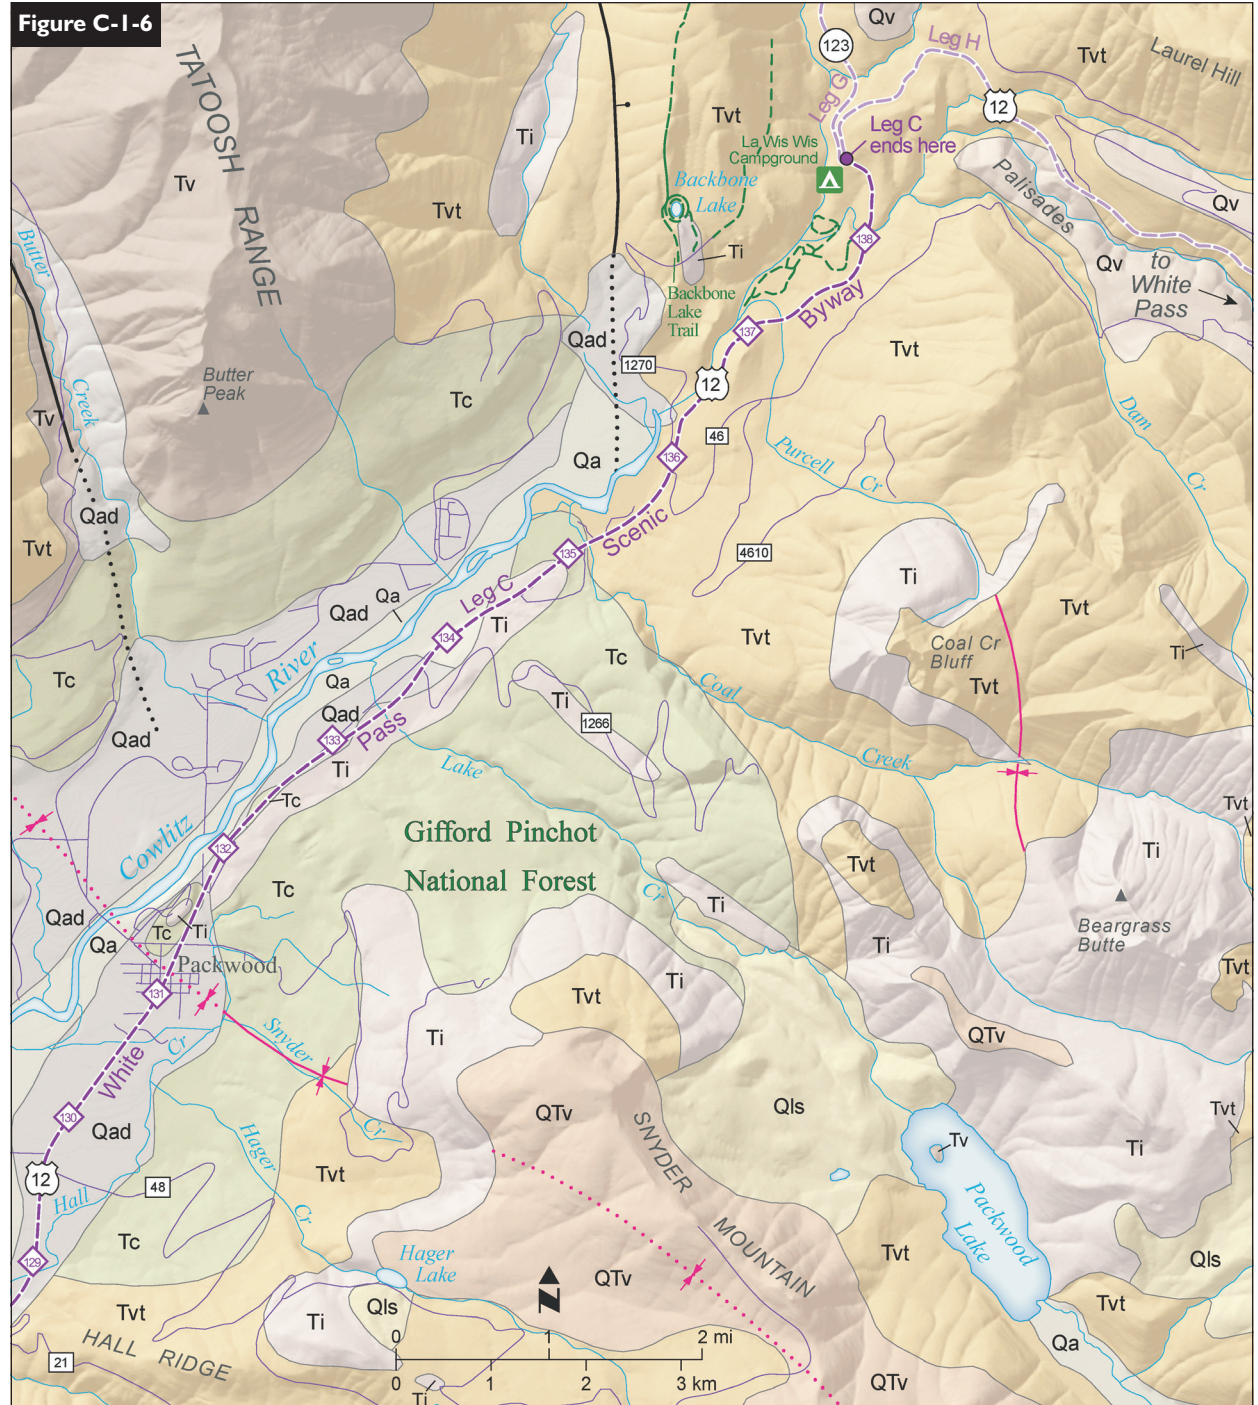 Figure C-1-6
Qv
123
Leg H
Tvt
Laurel Hill
TATOOSH RANGE
Ti
Tvt
Leg G
12
Leg C
ends here
La Wis Wis
Campground
Palisades
Tv
Tvt
Backbone
Lake
Qv
138
Butter
Creek
Ti
Qv
to
White
Pass
Backbone
Lake
Trail
Byway
137
Qad
1270
Tvt
12
Butter
Peak
Tc
Tv
Dam
Cr
46
136
Qa
Purcell
Cr
Qad
Scenic
Tvt
135
4610
Ti
Leg C
Qa
Qad
Tvt
134
Ti
Tvt
Coal Cr
Bluff
Ti
River
Tc
Tc
Qa
Ti
Coal
Tvt
Qad
1266
Qad
133
Pass
Creek
Ti
Lake
Tc
Tvt
Cowlitz
Gifford Pinchot
National Forest
132
Ti
Tvt
Tc
Cr
Ti
Qad
Tc
Ti
Beargrass
Butte
Qa
Ti
Packwood
Tvt
131
Ti
Tvt
Snyder
Ti
QTv
Cr
White
Qls
QTv
130
Tvt
Qad
Cr
SNYDER MOUNTAIN
Hager
Cr
Tv
Ti
12
Tvt
48
Hall
Packwood
Lake
Tc
Hager
Lake
Tvt
Qls
129
QTv
Tvt
Qls
Tvt
Ti
HALL RIDGE
0 1 2 mi
Qa
21
0 1 2 3 km
QTv
Ti